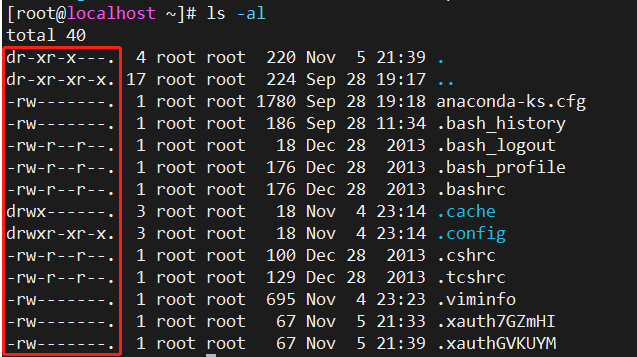 [root@localhost ~]# ls -al
total 40
dr-xr-x---.  4 root root  220 Nov  5 21:39 .
dr-xr-xr-x. 17 root root  224 Sep 28 19:17 ..
-rw-------.  1 root root 1780 Sep 28 19:18 anaconda-ks.cfg
-rw-------.  1 root root  186 Sep 28 11:34 .bash_history
-rw-r--r--.  1 root root   18 Dec 28  2013 .bash_logout
-rw-r--r--.  1 root root  176 Dec 28  2013 .bash_profile
-rw-r--r--.  1 root root  176 Dec 28  2013 .bashrc
drwx------.  3 root root   18 Nov  4 23:14 .cache
drwxr-xr-x.  3 root root   18 Nov  4 23:14 .config
-rw-r--r--.  1 root root  100 Dec 28  2013 .cshrc
-rw-r--r--.  1 root root  129 Dec 28  2013 .tcshrc
-rw-------.  1 root root  695 Nov  4 23:23 .viminfo
-rw-------.  1 root root   67 Nov  5 21:33 .xauth7GZmHI
-rw-------.  1 root root   67 Nov  5 21:39 .xauthGVKUYM